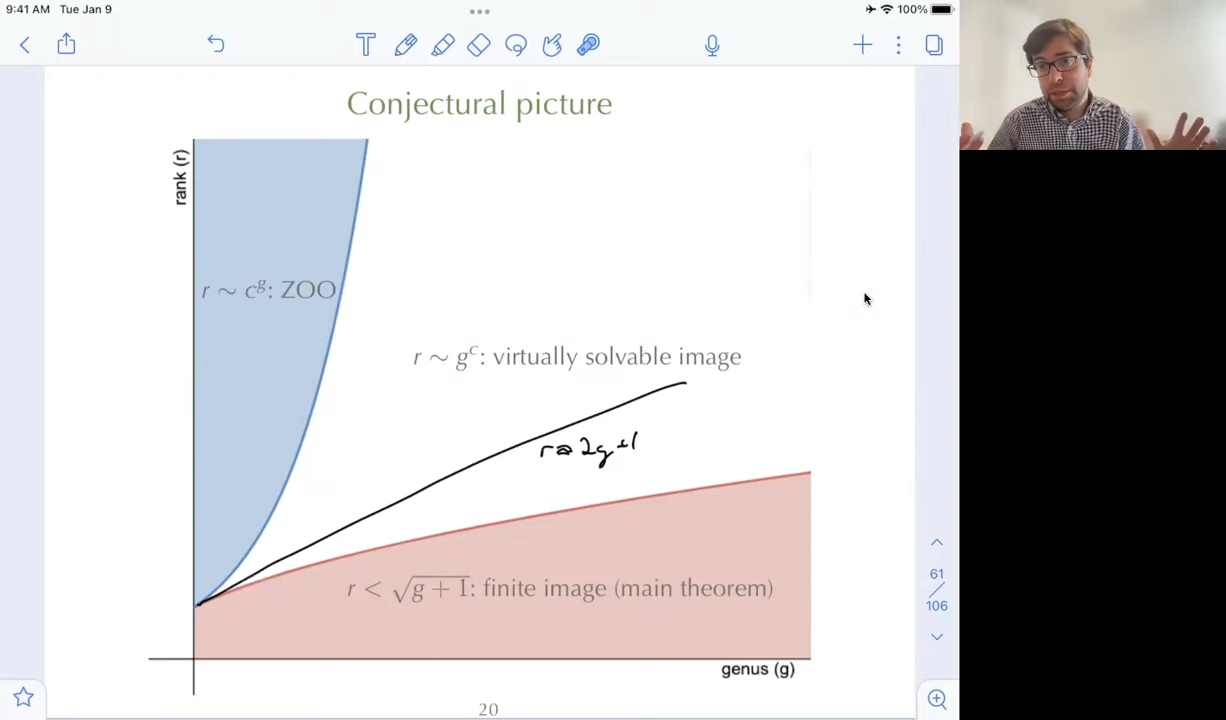 9:41 AM Tue Jan 9
100%
Conjectural picture
rank (r)
r ∼ c^g: ZOO
r ∼ g^c: virtually solvable image
r = 2g+1
r < √(g + 1): finite image (main theorem)
genus (g)
61
106
20